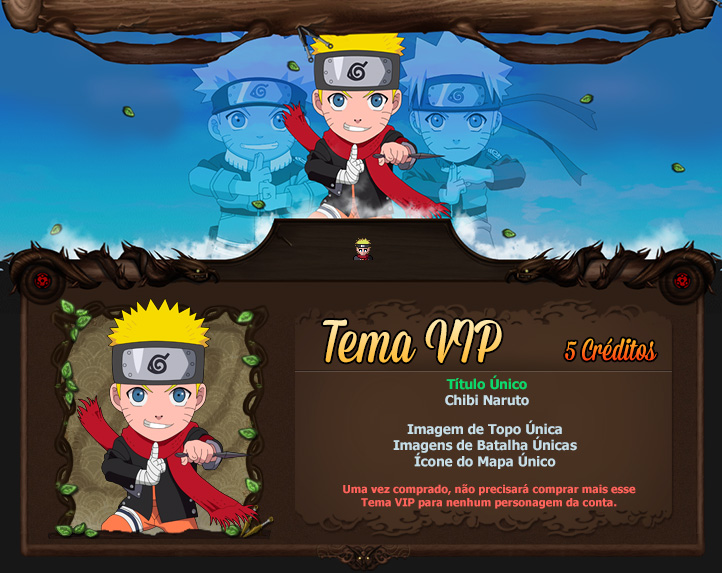 Tema VIP
5 Créditos
Título Único
Chibi Naruto
Imagem de Topo Única
Imagens de Batalha Únicas
Ícone do Mapa Único
Uma vez comprado, não precisará comprar mais esse
Tema VIP para nenhum personagem da conta.